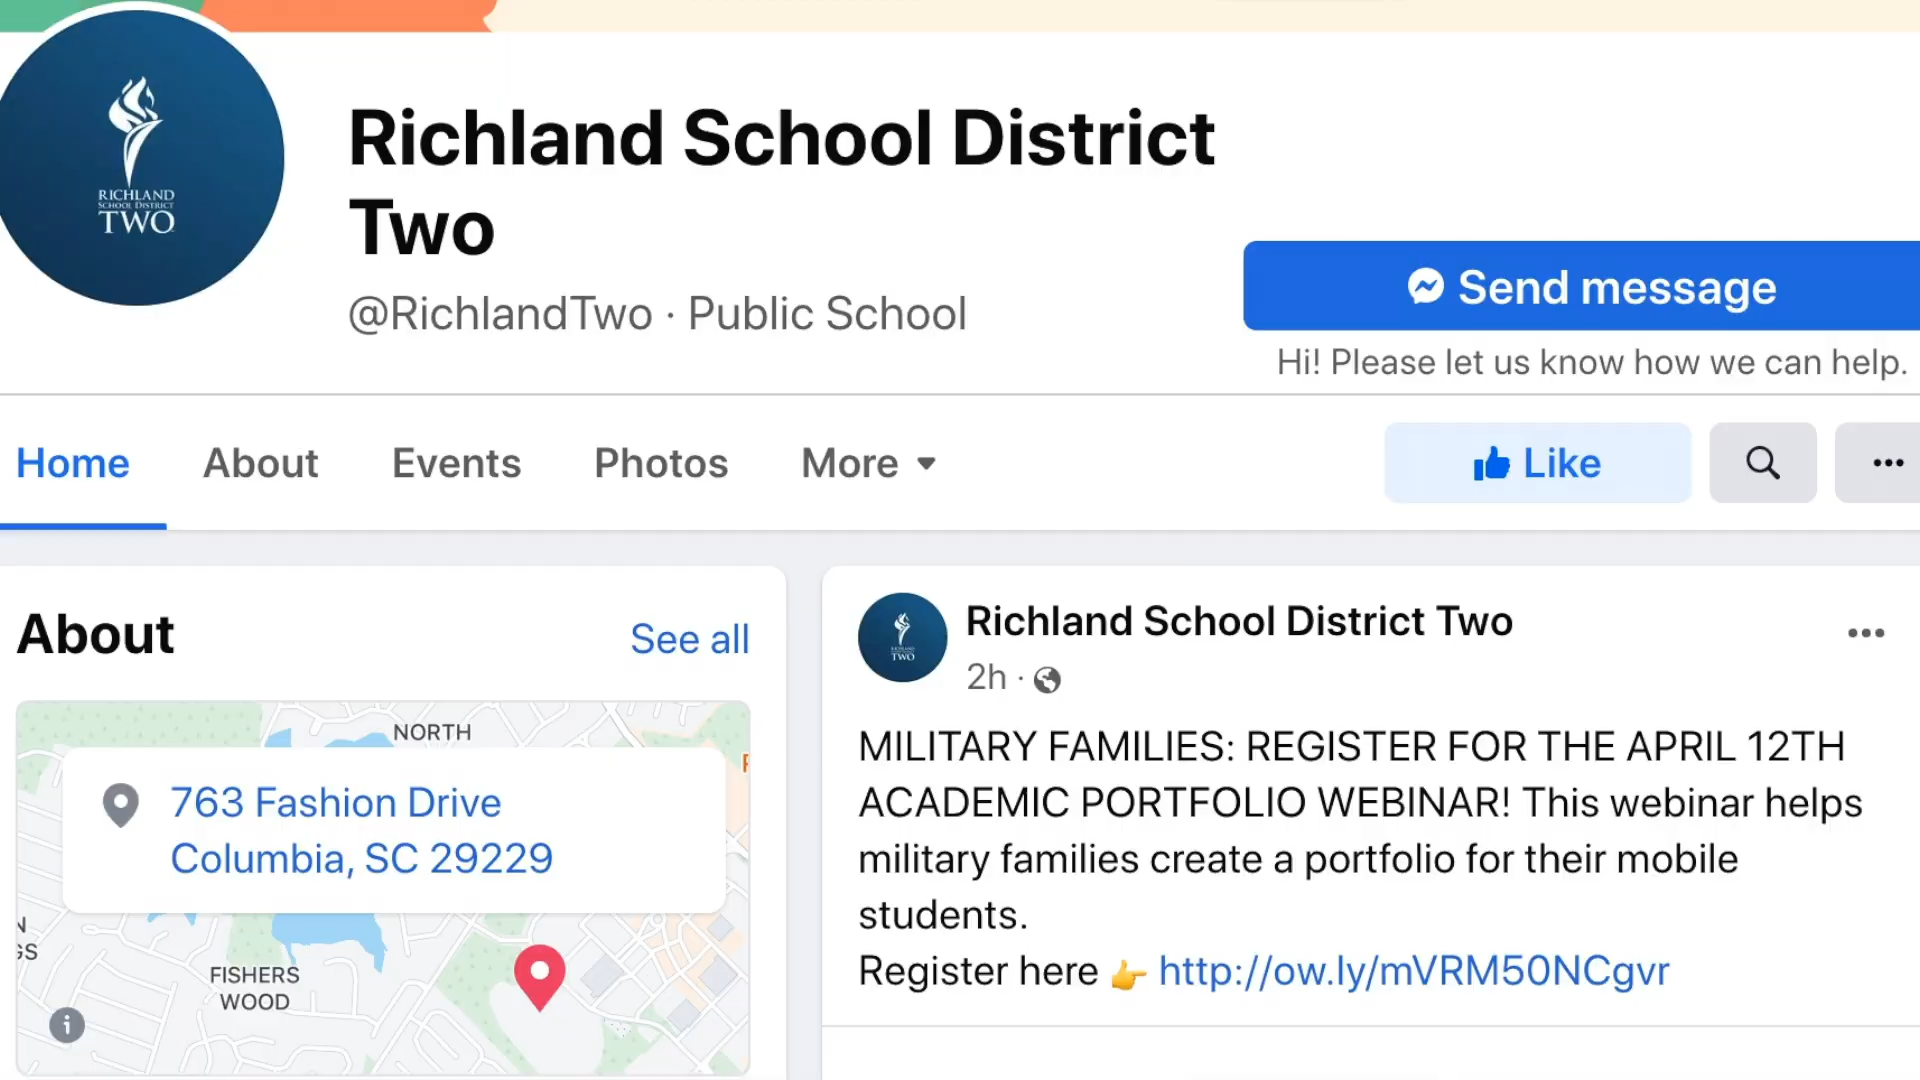 RICHLAND
SCHOOL DISTRICT
TWO
Richland School District
Two
@RichlandTwo · Public School
Send message
Hi! Please let us know how we can help.
Home
About
Events
Photos
More
Like
About
See all
NORTH
763 Fashion Drive
Columbia, SC 29229
FISHERS
WOOD
Richland School District Two
2h ·
MILITARY FAMILIES: REGISTER FOR THE APRIL 12TH
ACADEMIC PORTFOLIO WEBINAR! This webinar helps
military families create a portfolio for their mobile
students.
Register here 👉 http://ow.ly/mVRM50NCgvr